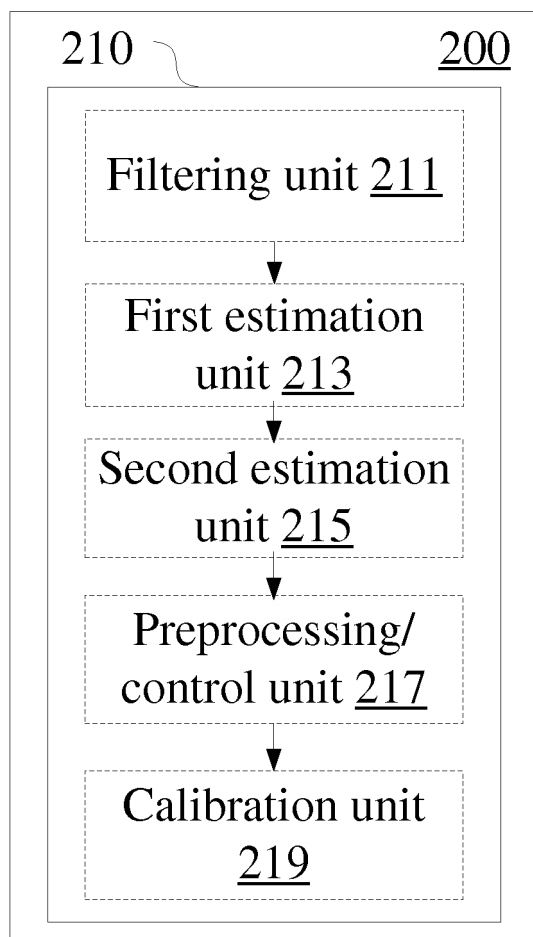 210 200
Filtering unit 211
First estimation
unit 213
Second estimation
unit 215
Preprocessing/
control unit 217
Calibration unit
219